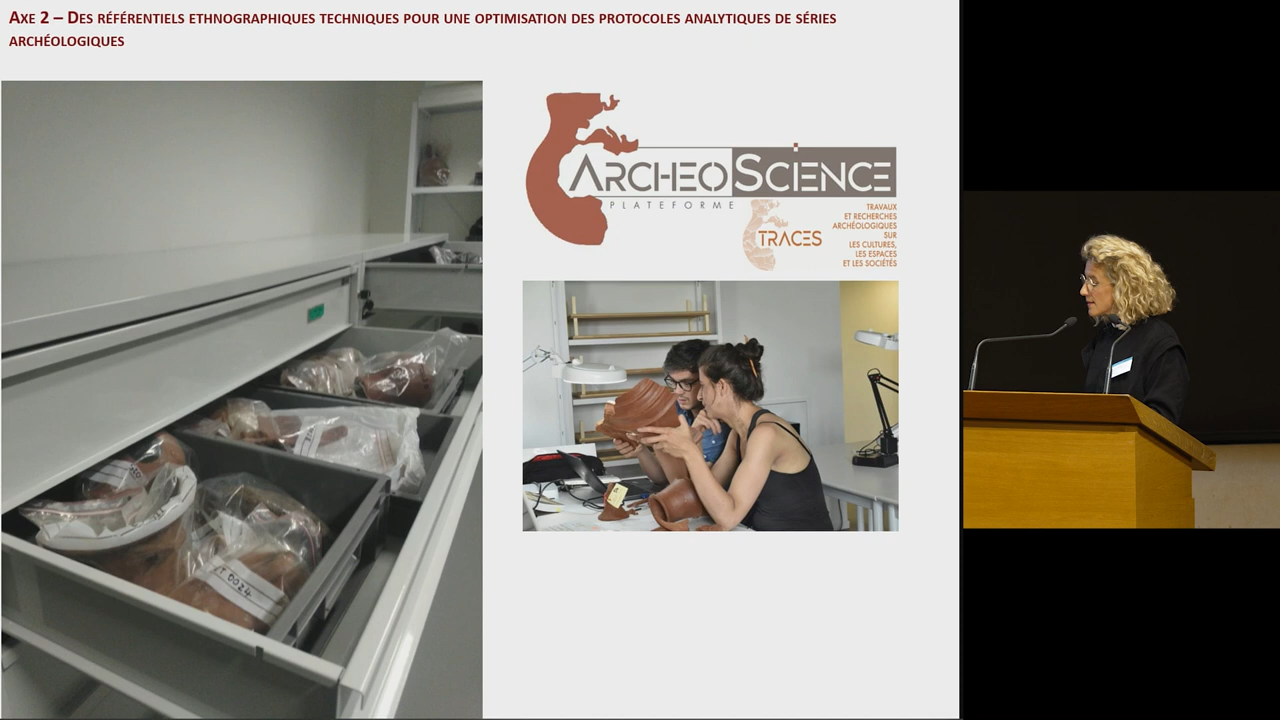 Axe 2 – Des référentiels ethnographiques techniques pour une optimisation des protocoles analytiques de séries
archéologiques
ArcheoScience
PLATEFORME
TRACES
TRAVAUX
ET RECHERCHES
ARCHÉOLOGIQUES
SUR
LES CULTURES,
LES ESPACES
ET LES SOCIÉTÉS
0024